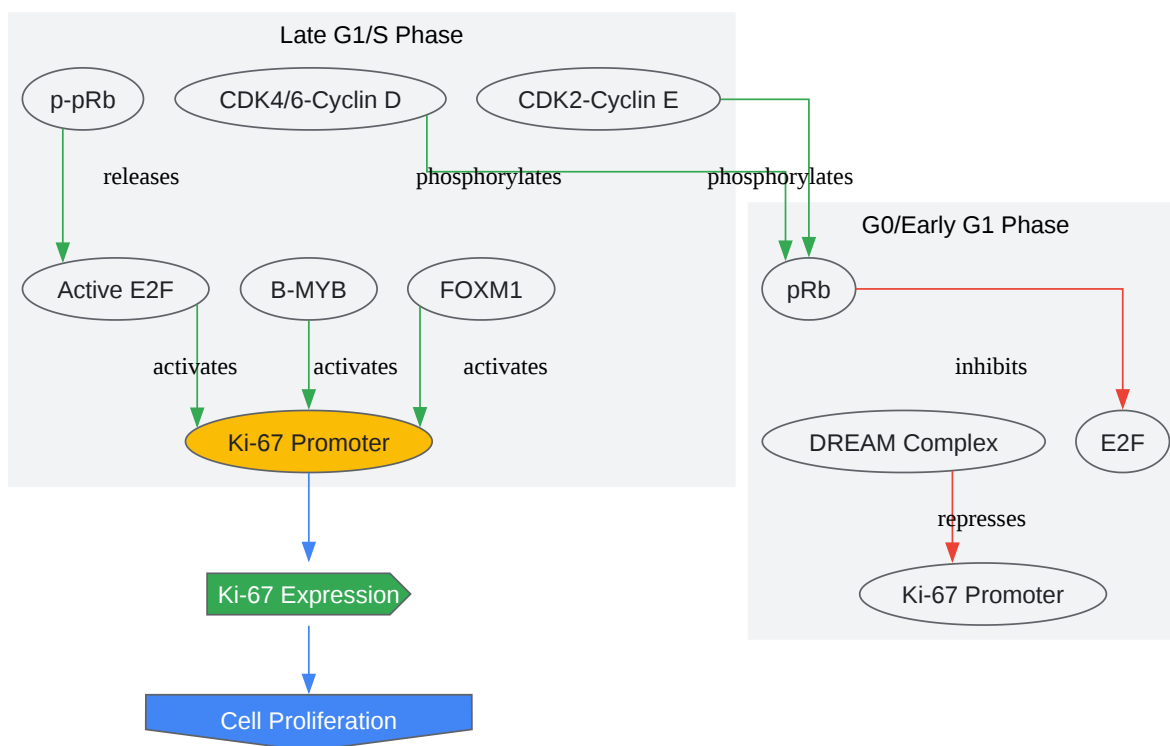 Late G1/S Phase
p-pRb
CDK4/6-Cyclin D
CDK2-Cyclin E
releases
phosphorylates
phosphorylates
G0/Early G1 Phase
Active E2F
B-MYB
FOXM1
pRb
activates
activates
activates
inhibits
Ki-67 Promoter
DREAM Complex
E2F
represses
Ki-67 Expression
Ki-67 Promoter
Cell Proliferation